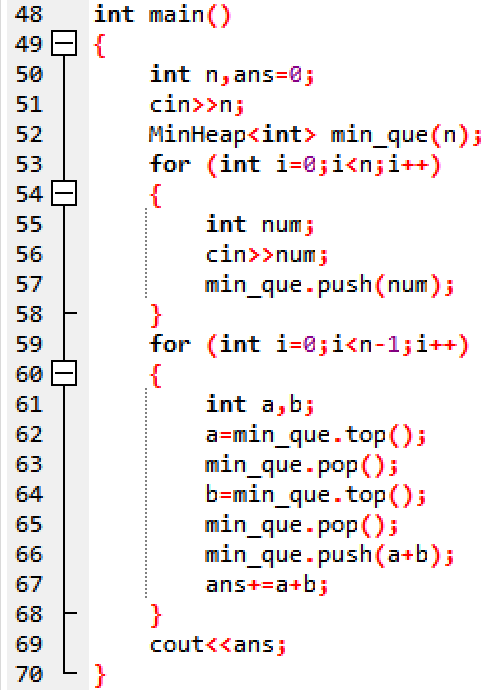 48 int main()
49 {
50     int n,ans=0;
51     cin>>n;
52     MinHeap<int> min_que(n);
53     for (int i=0;i<n;i++)
54     {
55         int num;
56         cin>>num;
57         min_que.push(num);
58     }
59     for (int i=0;i<n-1;i++)
60     {
61         int a,b;
62         a=min_que.top();
63         min_que.pop();
64         b=min_que.top();
65         min_que.pop();
66         min_que.push(a+b);
67         ans+=a+b;
68     }
69     cout<<ans;
70 }